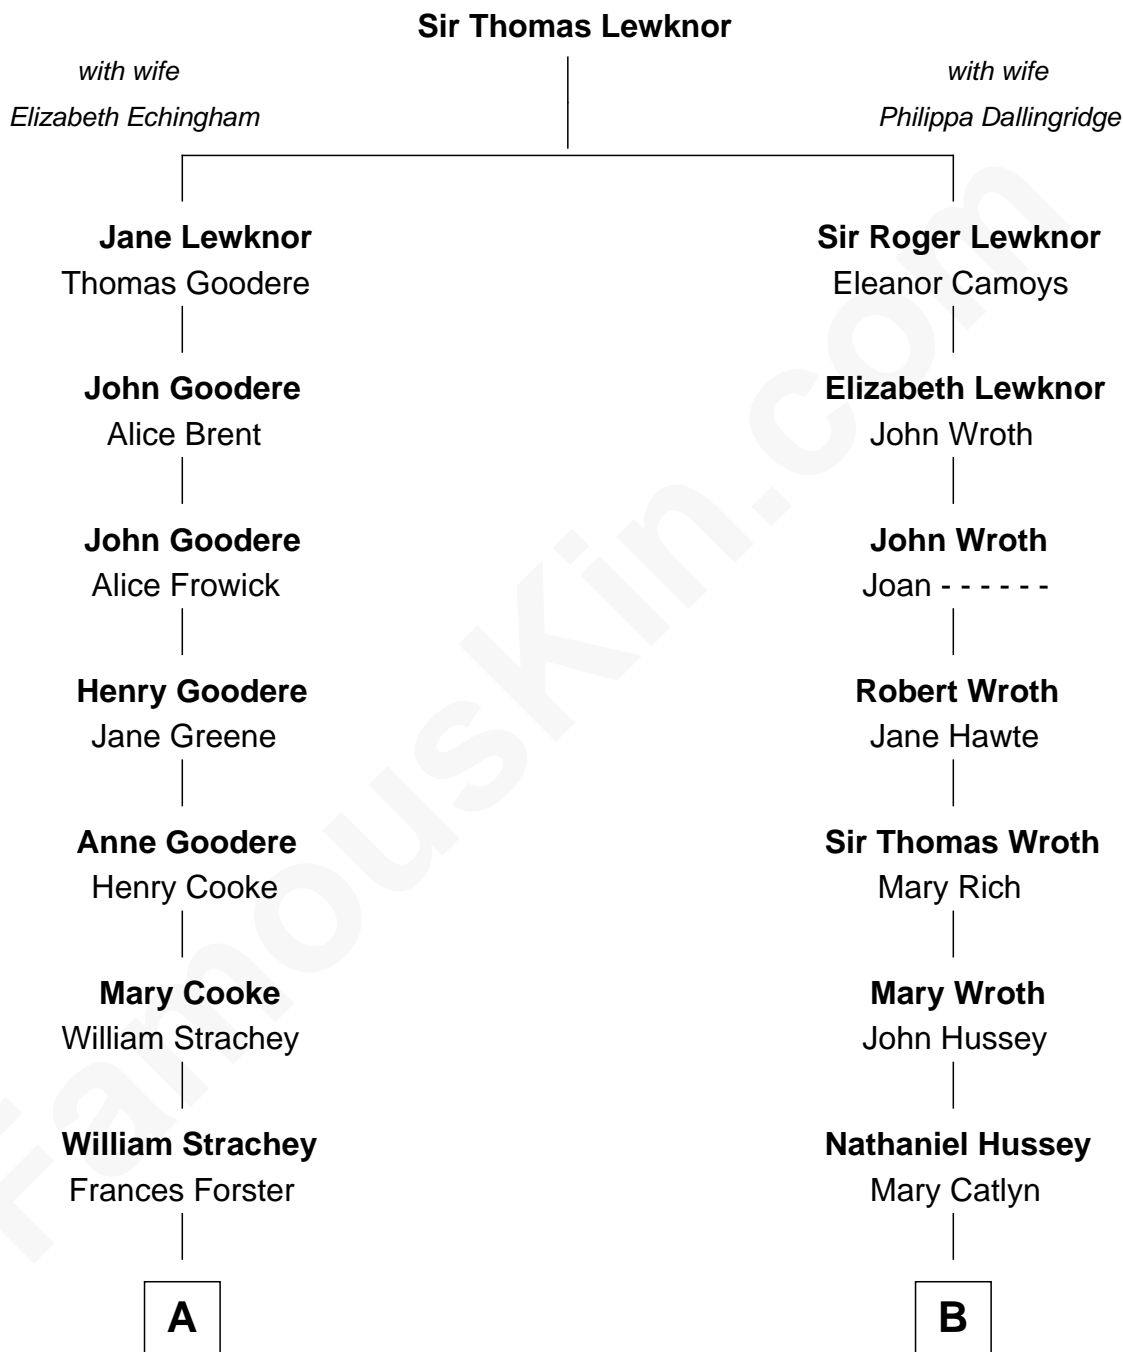 Sir Thomas Lewknor
with wife
Elizabeth Echingham
with wife
Philippa Dallingridge
Jane Lewknor
Thomas Goodere
Sir Roger Lewknor
Eleanor Camoys
John Goodere
Alice Brent
Elizabeth Lewknor
John Wroth
John Goodere
Alice Frowick
John Wroth
Joan - - - - - -
Henry Goodere
Jane Greene
Robert Wroth
Jane Hawte
Anne Goodere
Henry Cooke
Sir Thomas Wroth
Mary Rich
Mary Cooke
William Strachey
Mary Wroth
John Hussey
William Strachey
Frances Forster
Nathaniel Hussey
Mary Catlyn
A
B
FamousKin.com